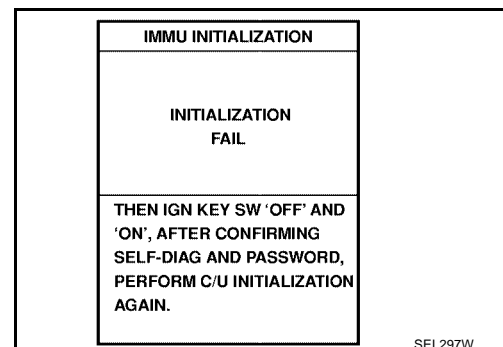 IMMU INITIALIZATION
INITIALIZATION
FAIL
THEN IGN KEY SW ‘OFF’ AND
‘ON’, AFTER CONFIRMING
SELF-DIAG AND PASSWORD,
PERFORM C/U INITIALIZATION
AGAIN.
SEL297W